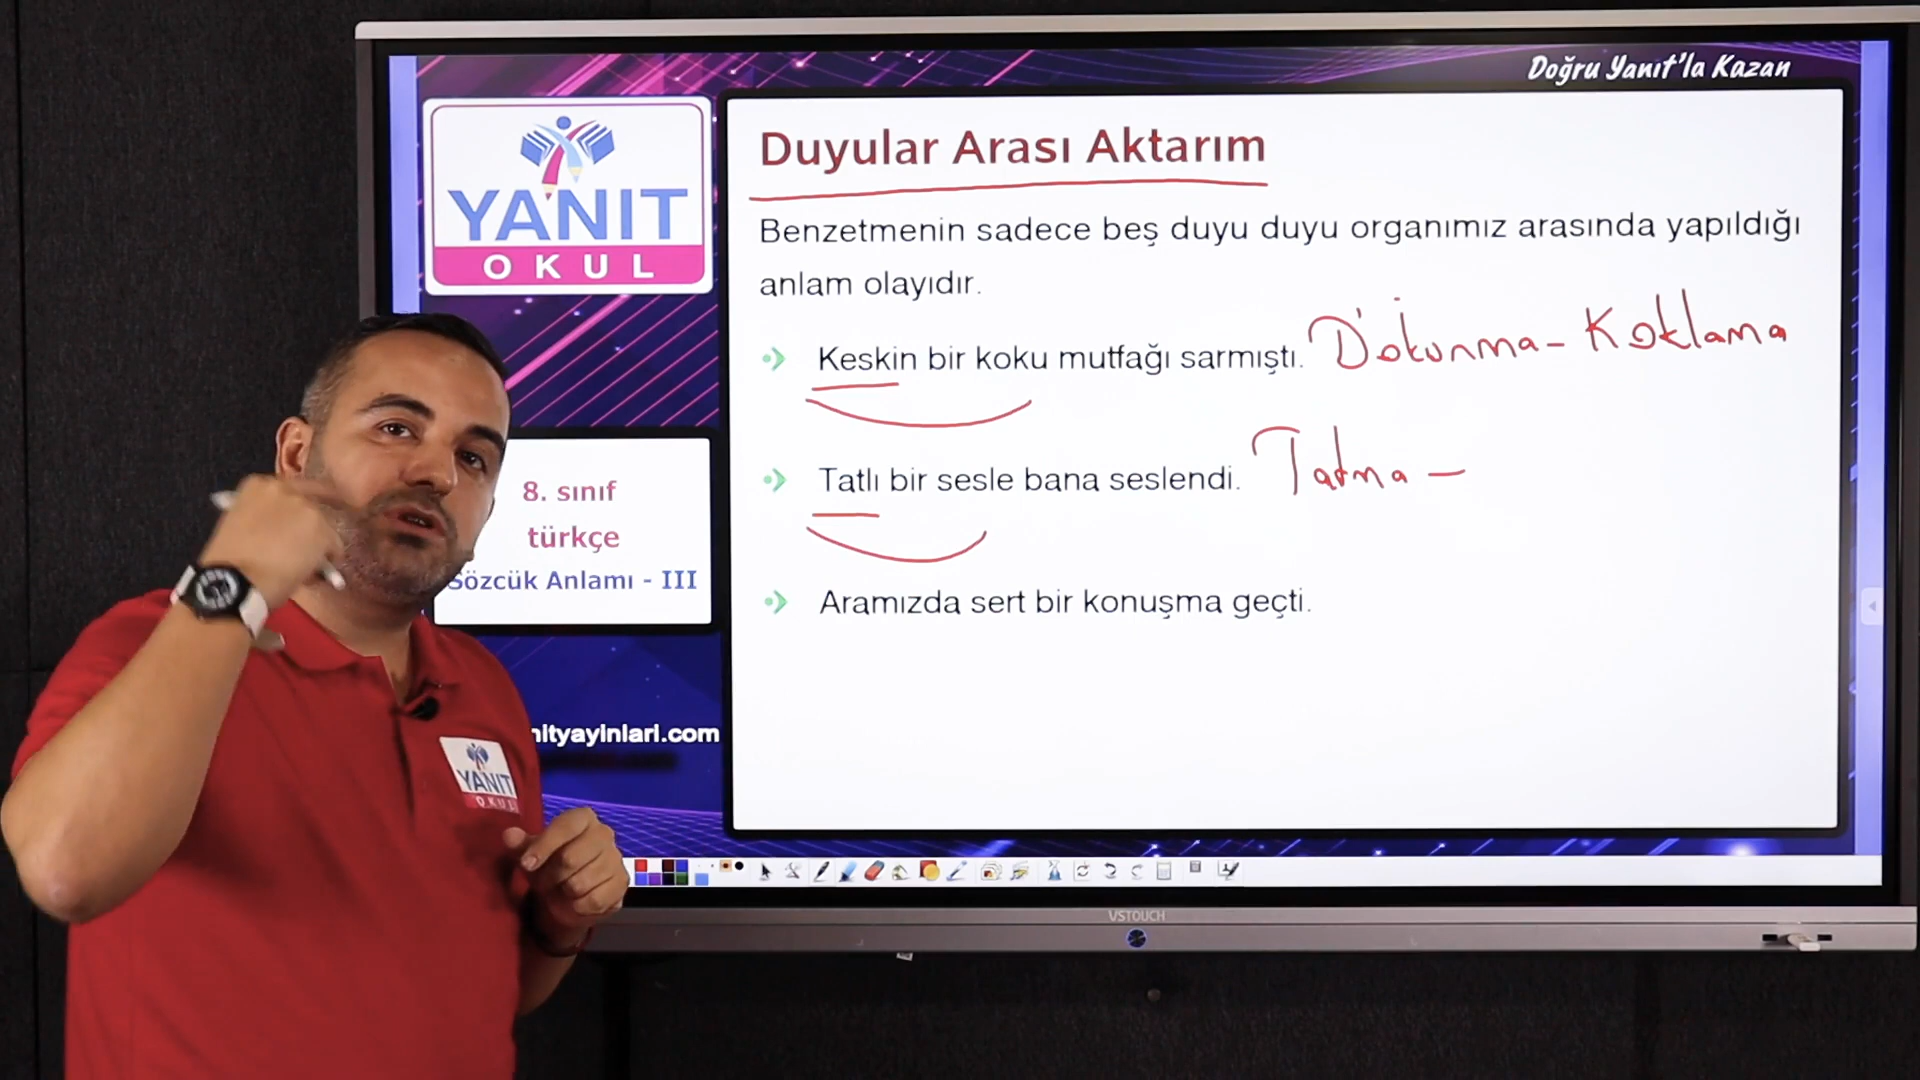 Doğru Yanıt'la Kazan
YANIT
OKUL
8. sınıf
türkçe
Sözcük Anlamı - III
nityayinlari.com
Duyular Arası Aktarım
Benzetmenin sadece beş duyu duyu organımız arasında yapıldığı
anlam olayıdır.
Keskin bir koku mutfağı sarmıştı. Dokunma - Koklama
Tatlı bir sesle bana seslendi. Tatma -
Aramızda sert bir konuşma geçti.
YANIT
OKUL
VSTOUCH